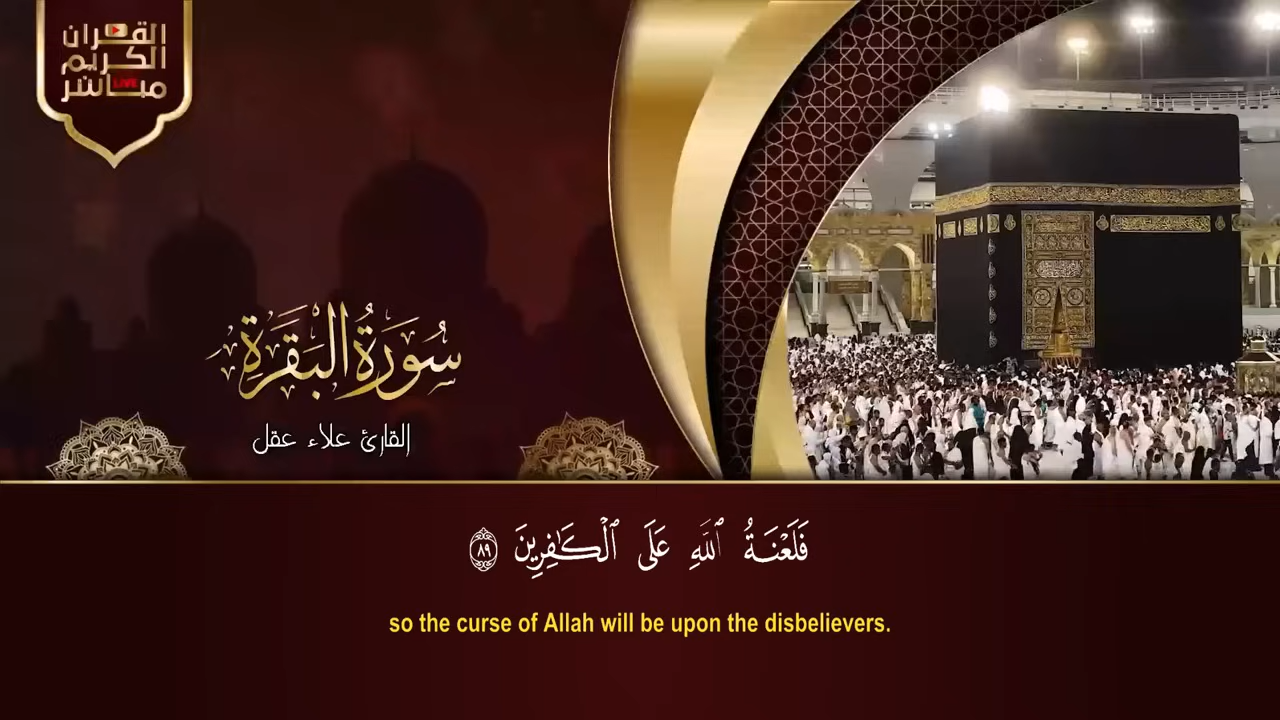 القرآن
الكريم
مباشر
LIVE
سُورَةُ البَقَرَةِ
القارئ علاء عقل
فَلَعْنَةُ ٱللَّهِ عَلَى ٱلْكَـٰفِرِينَ ٨٩
so the curse of Allah will be upon the disbelievers.